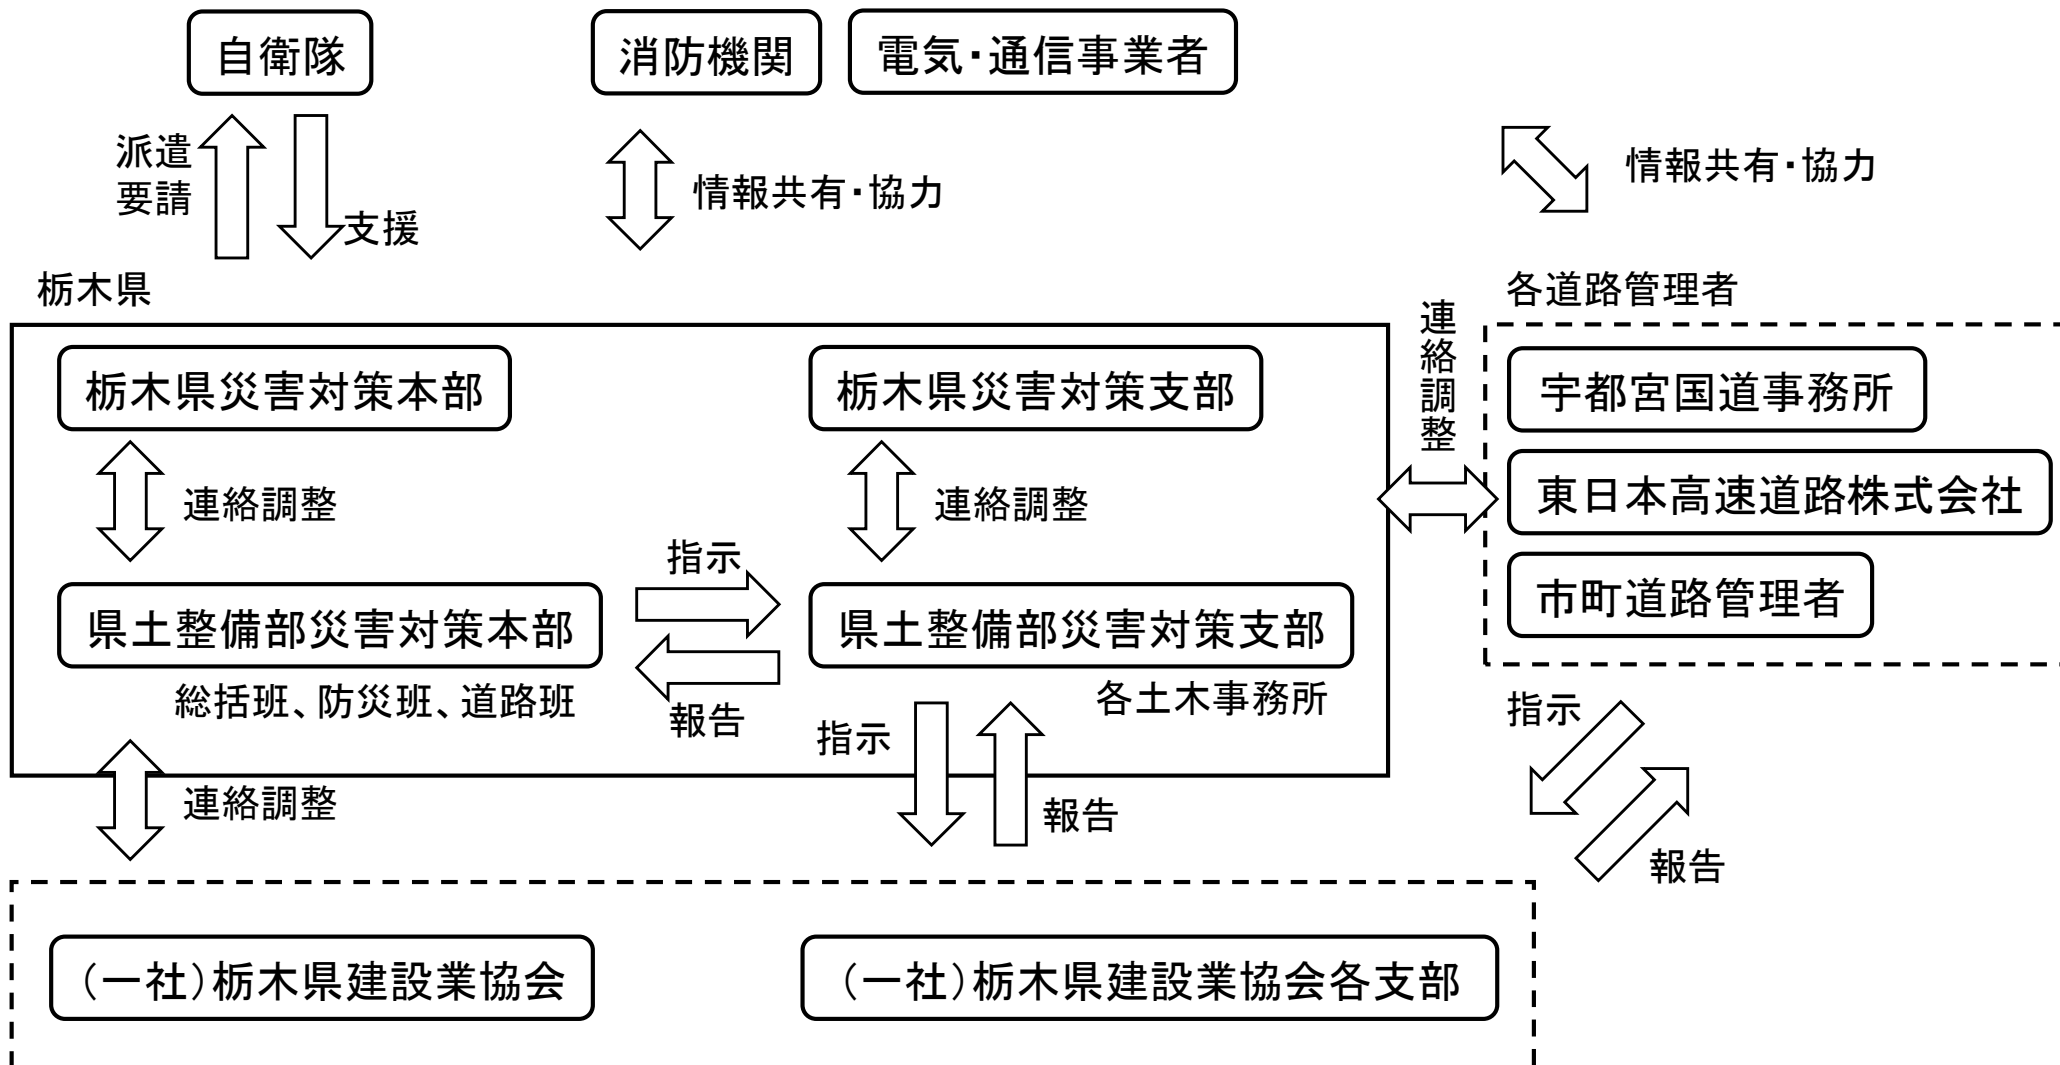 自衛隊
消防機関
電気・通信事業者
派遣
要請
支援
情報共有・協力
情報共有・協力
栃木県
各道路管理者
連絡調整
栃木県災害対策本部
栃木県災害対策支部
宇都宮国道事務所
連絡調整
連絡調整
東日本高速道路株式会社
指示
県土整備部災害対策本部
県土整備部災害対策支部
市町道路管理者
総括班、防災班、道路班
報告
各土木事務所
指示
指示
連絡調整
報告
報告
（一社）栃木県建設業協会
（一社）栃木県建設業協会各支部